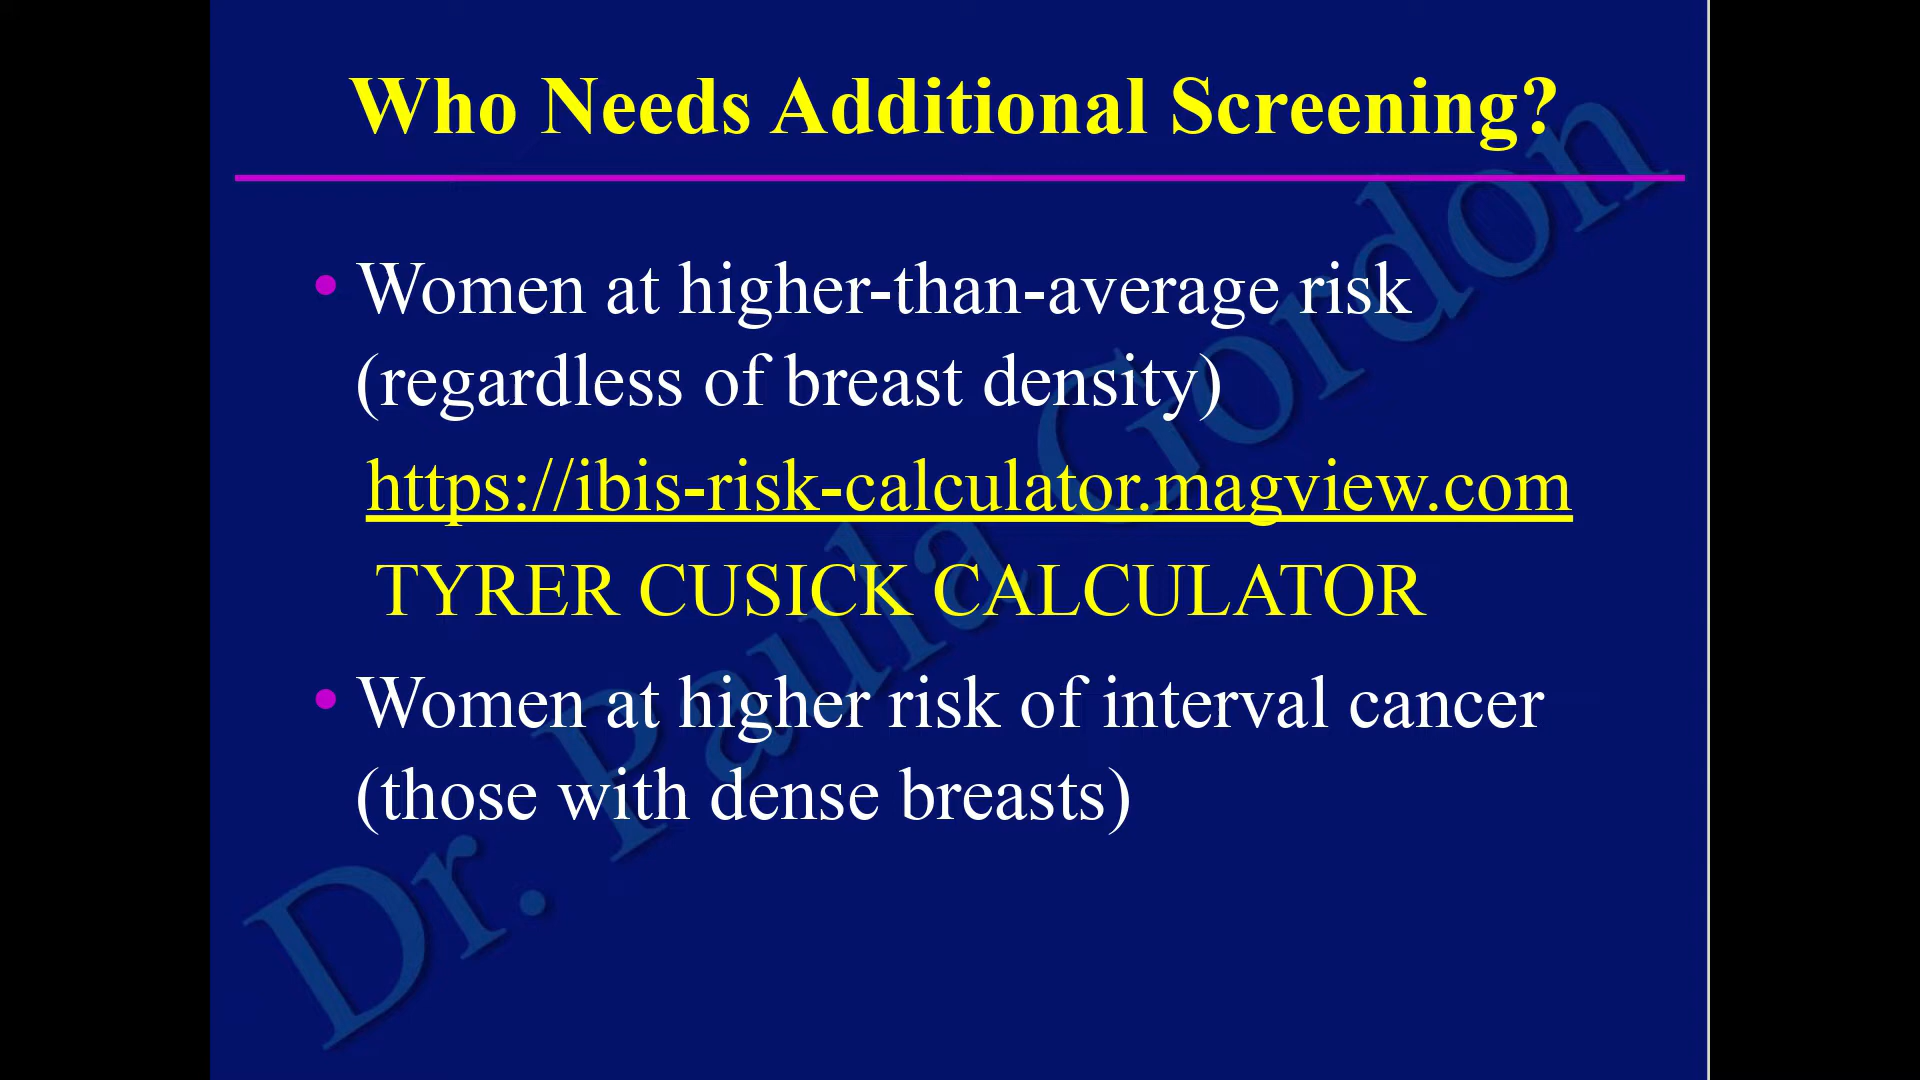 Who Needs Additional Screening?
• Women at higher-than-average risk
(regardless of breast density)
https://ibis-risk-calculator.magview.com
TYRER CUSICK CALCULATOR
• Women at higher risk of interval cancer
(those with dense breasts)
Dr. Paula Gordon